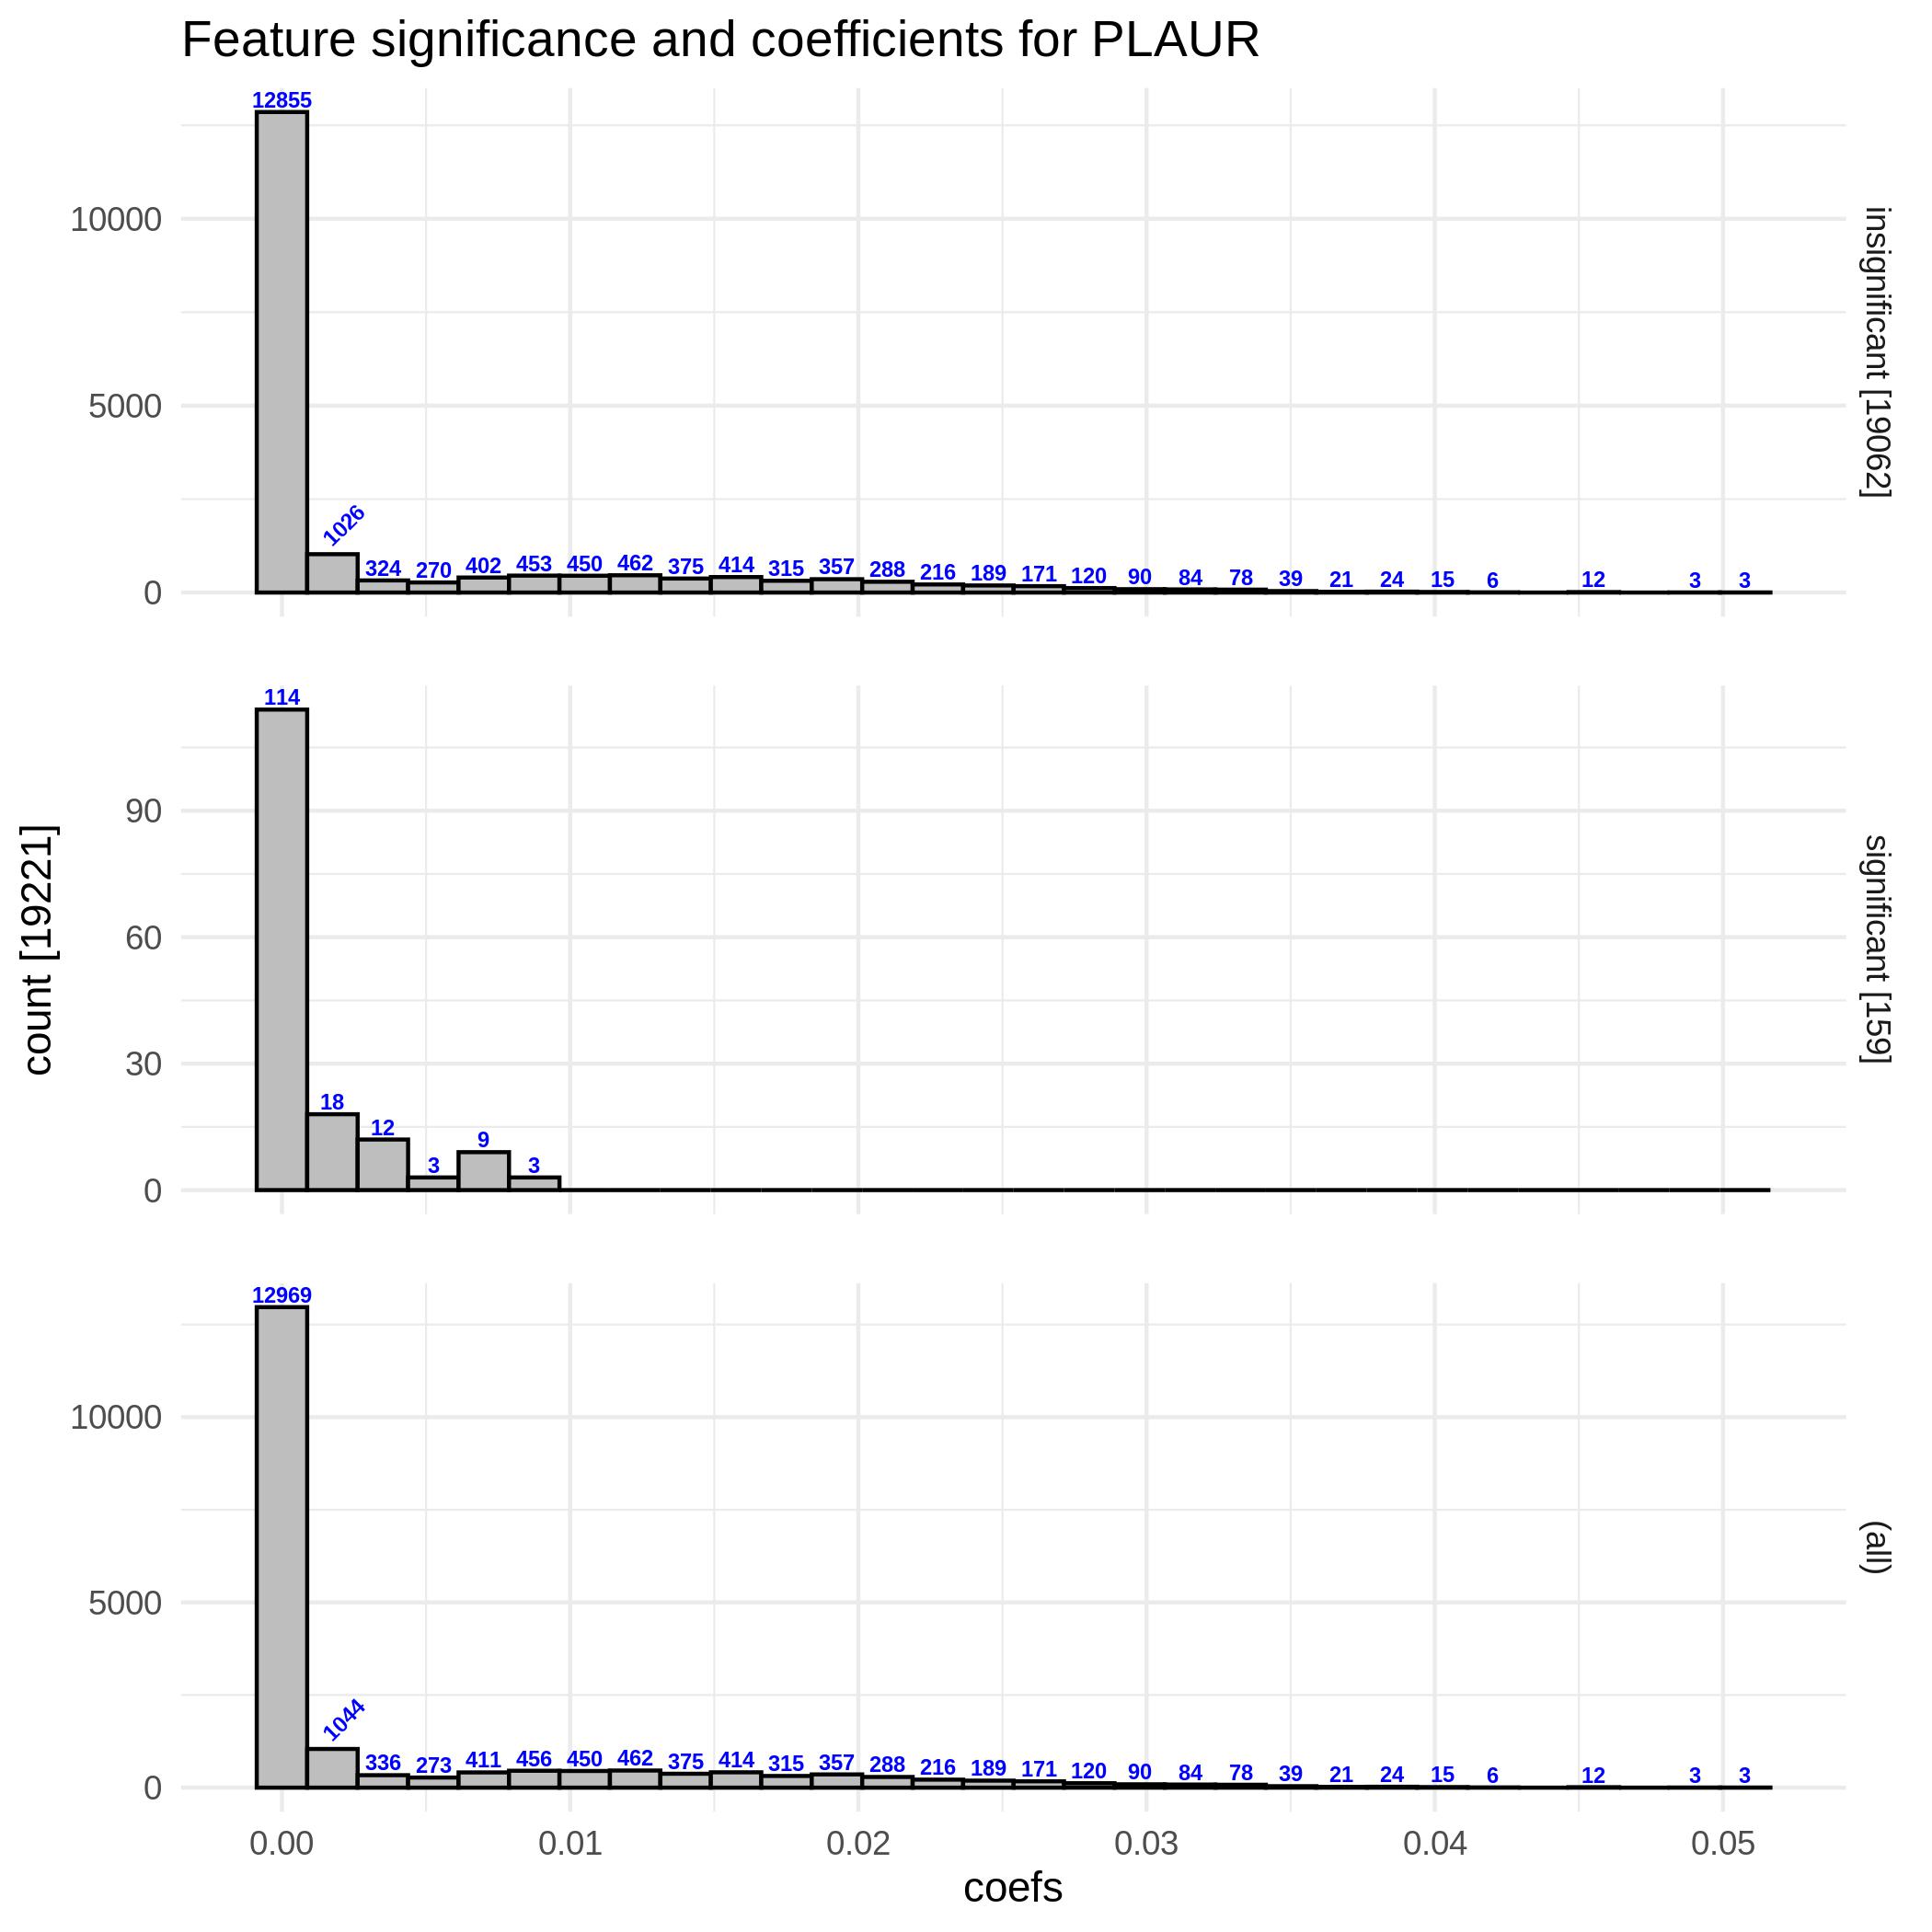 Feature significance and coefficients for PLAUR
12855
10000
5000
0
1026
324 270 402 453 450 462 375 414 315 357 288 216 189 171 120 90 84 78 39 21 24 15 6 12 3 3
insignificant [19062]
count [19221]
114
90
60
30
0
18
12
3
9
3
significant [159]
12969
10000
5000
0
1044
336 273 411 456 450 462 375 414 315 357 288 216 189 171 120 90 84 78 39 21 24 15 6 12 3 3
(all)
0.00 0.01 0.02 0.03 0.04 0.05
coefs